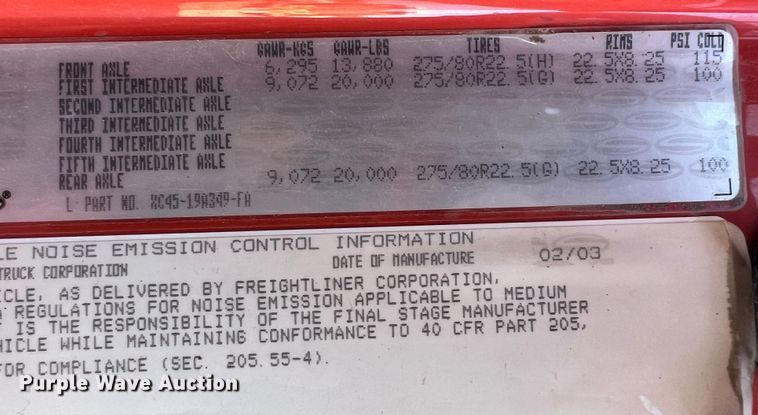 GAWR-KGS GAWR-LBS TIRES RIMS PSI COLD
FRONT AXLE 6,295 13,880 275/80R22.5(H) 22.5X8.25 115
FIRST INTERMEDIATE AXLE 9,072 20,000 275/80R22.5(G) 22.5X8.25 100
SECOND INTERMEDIATE AXLE
THIRD INTERMEDIATE AXLE
FOURTH INTERMEDIATE AXLE
FIFTH INTERMEDIATE AXLE
REAR AXLE 9,072 20,000 275/80R22.5(G) 22.5X8.25 100
L PART NO. XC45-19A349-FA
LE NOISE EMISSION CONTROL INFORMATION
TRUCK CORPORATION DATE OF MANUFACTURE 02/03
ICLE, AS DELIVERED BY FREIGHTLINER CORPORATION,
A REGULATIONS FOR NOISE EMISSION APPLICABLE TO MEDIUM
F IS THE RESPONSIBILITY OF THE FINAL STAGE MANUFACTURER
EHICLE WHILE MAINTAINING CONFORMANCE TO 40 CFR PART 205,
FOR COMPLIANCE (SEC. 205.55-4).
Purple Wave Auction